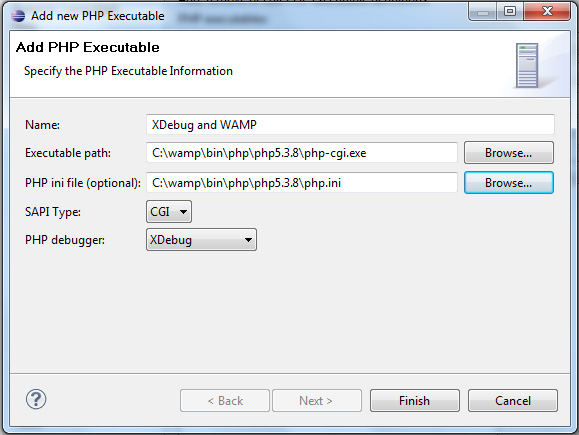 Add new PHP Executable
Add PHP Executable
Specify the PHP Executable Information
Name: XDebug and WAMP
Executable path: C:\wamp\bin\php\php5.3.8\php-cgi.exe Browse...
PHP ini file (optional): C:\wamp\bin\php\php5.3.8\php.ini Browse...
SAPI Type: CGI
PHP debugger: XDebug
? < Back Next > Finish Cancel